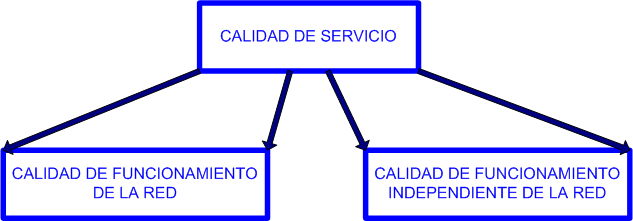 CALIDAD DE SERVICIO
CALIDAD DE FUNCIONAMIENTO
DE LA RED
CALIDAD DE FUNCIONAMIENTO
INDEPENDIENTE DE LA RED